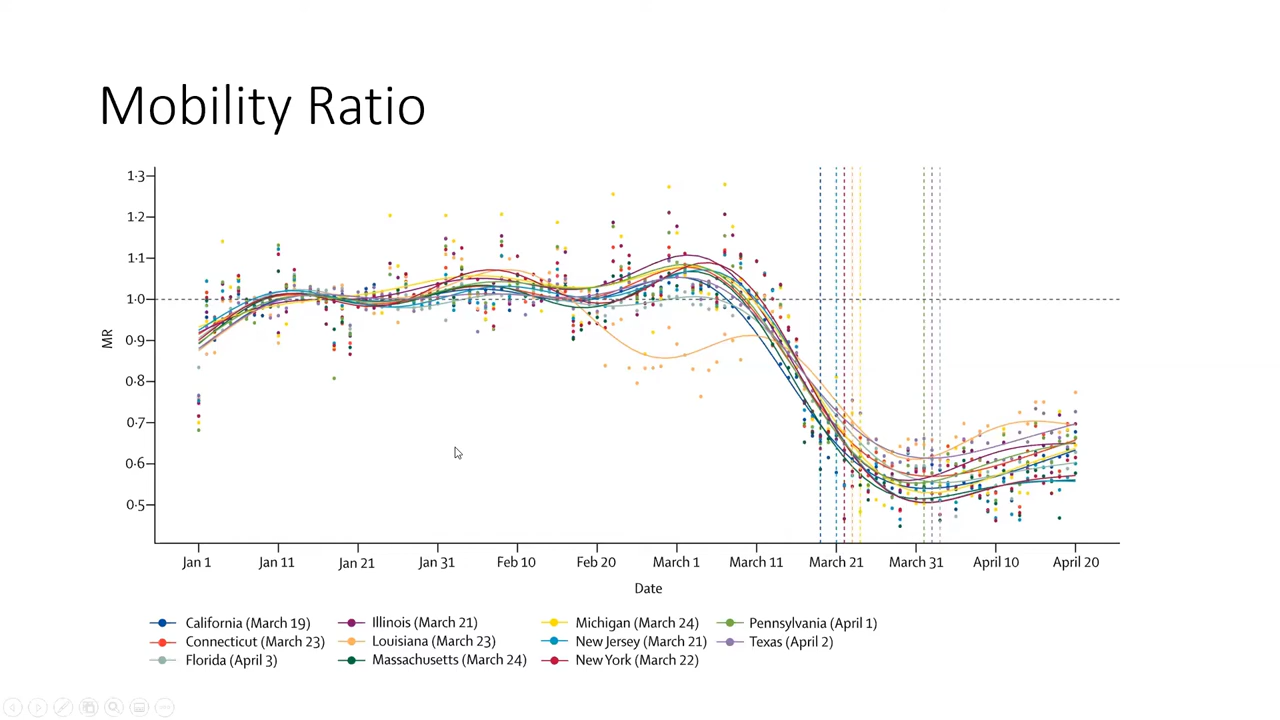 Mobility Ratio
1·3
1·2
1·1
1·0
0·9
0·8
0·7
0·6
0·5
MR
Jan 1 Jan 11 Jan 21 Jan 31 Feb 10 Feb 20 March 1 March 11 March 21 March 31 April 10 April 20
Date
California (March 19) Illinois (March 21) Michigan (March 24) Pennsylvania (April 1)
Connecticut (March 23) Louisiana (March 23) New Jersey (March 21) Texas (April 2)
Florida (April 3) Massachusetts (March 24) New York (March 22)